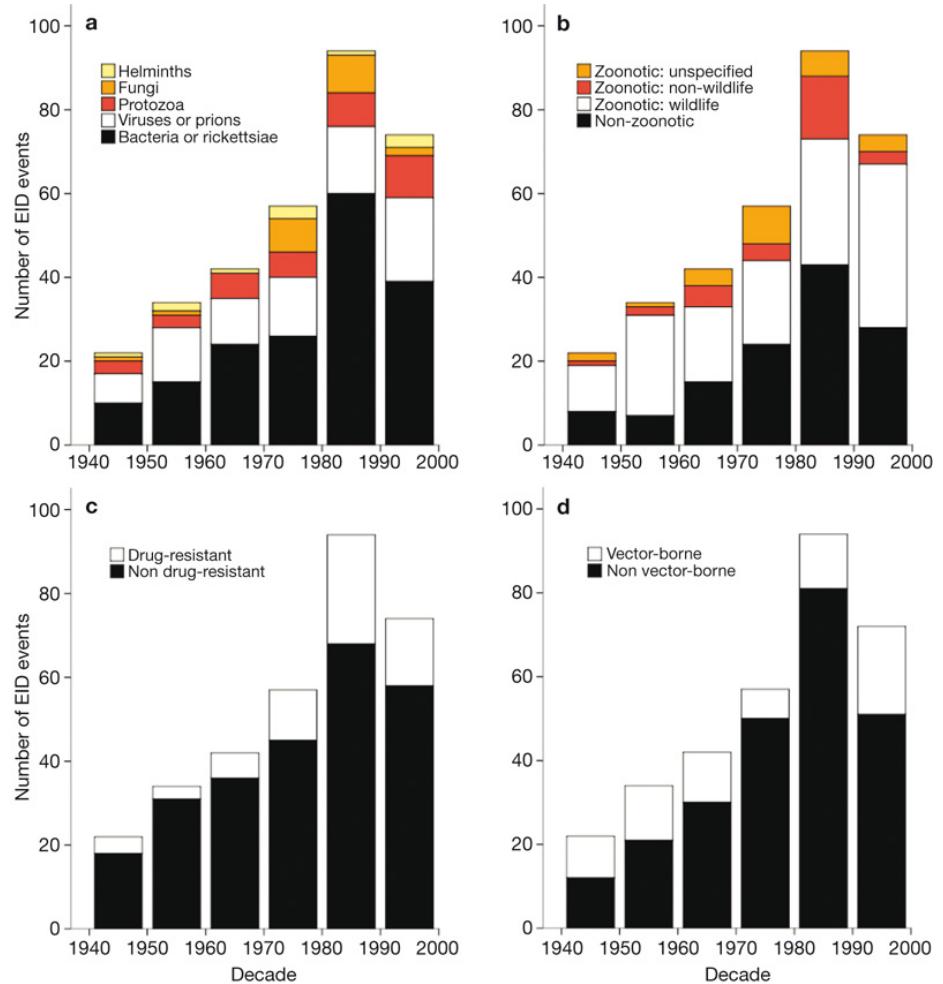 a
Helminths
Fungi
Protozoa
Viruses or prions
Bacteria or rickettsiae
Number of EID events
100
80
60
40
20
0
1940 1950 1960 1970 1980 1990 2000
b
Zoonotic: unspecified
Zoonotic: non-wildlife
Zoonotic: wildlife
Non-zoonotic
100
80
60
40
20
0
1940 1950 1960 1970 1980 1990 2000
c
Drug-resistant
Non drug-resistant
Number of EID events
100
80
60
40
20
0
1940 1950 1960 1970 1980 1990 2000
Decade
d
Vector-borne
Non vector-borne
100
80
60
40
20
0
1940 1950 1960 1970 1980 1990 2000
Decade